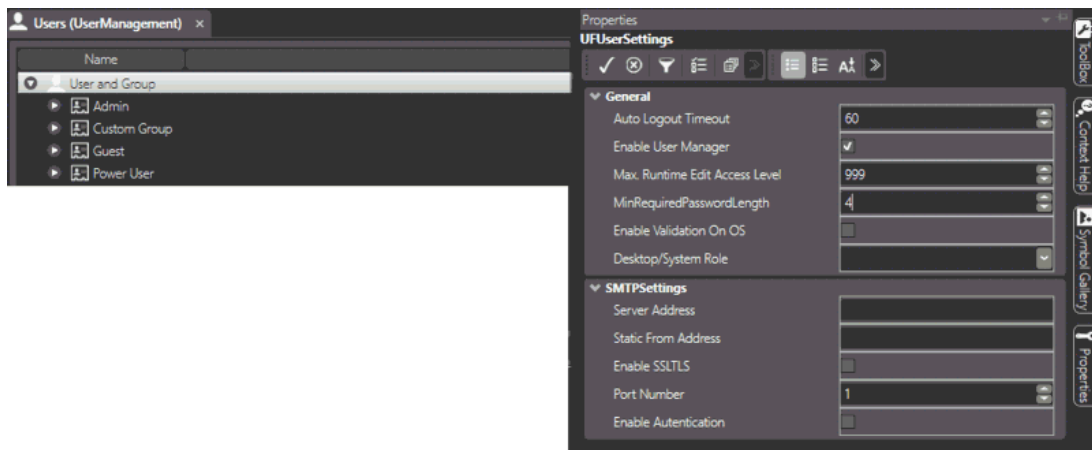 Users (UserManagement) ×
Name
User and Group
Admin
Custom Group
Guest
Power User
Properties
UFUserSettings
General
Auto Logout Timeout 60
Enable User Manager
Max. Runtime Edit Access Level 999
MinRequiredPasswordLength 4
Enable Validation On OS
Desktop/System Role
SMTPSettings
Server Address
Static From Address
Enable SSLTLS
Port Number 1
Enable Autentication
ToolBox
Context Help
Symbol Gallery
Properties